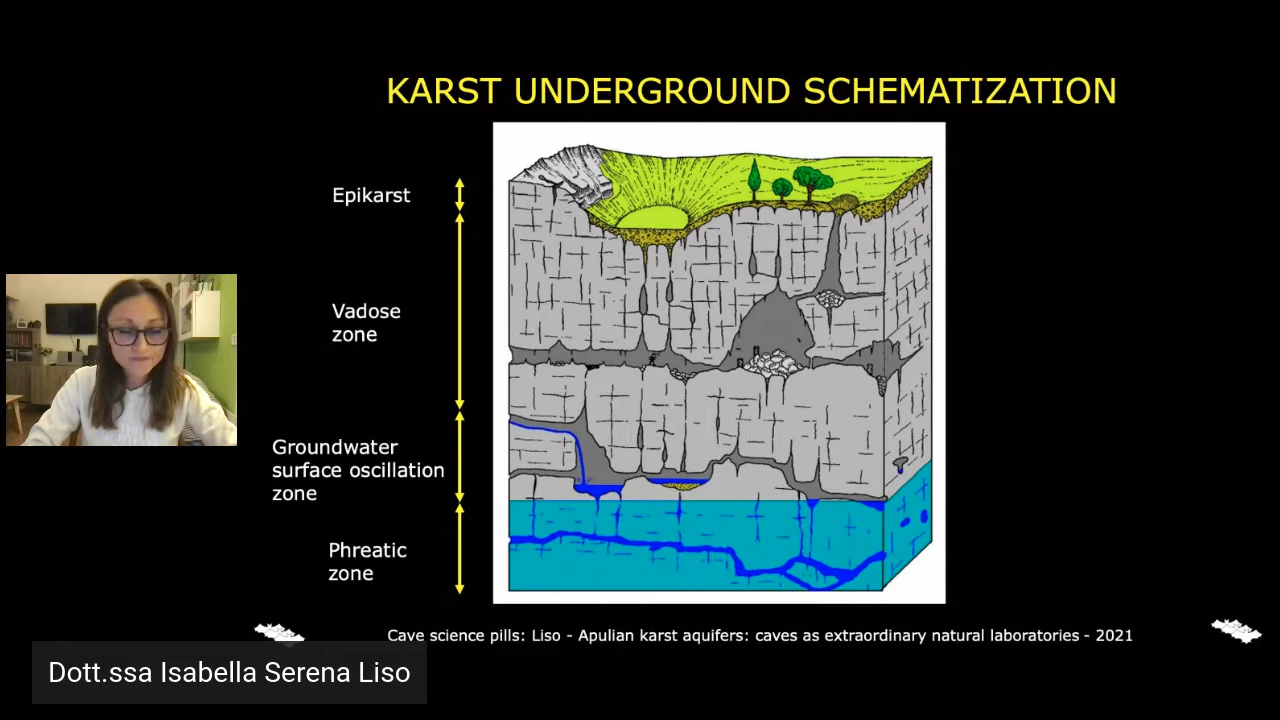 KARST UNDERGROUND SCHEMATIZATION
Epikarst
Vadose
zone
Groundwater
surface oscillation
zone
Phreatic
zone
Cave science pills: Liso - Apulian karst aquifers: caves as extraordinary natural laboratories - 2021
Dott.ssa Isabella Serena Liso